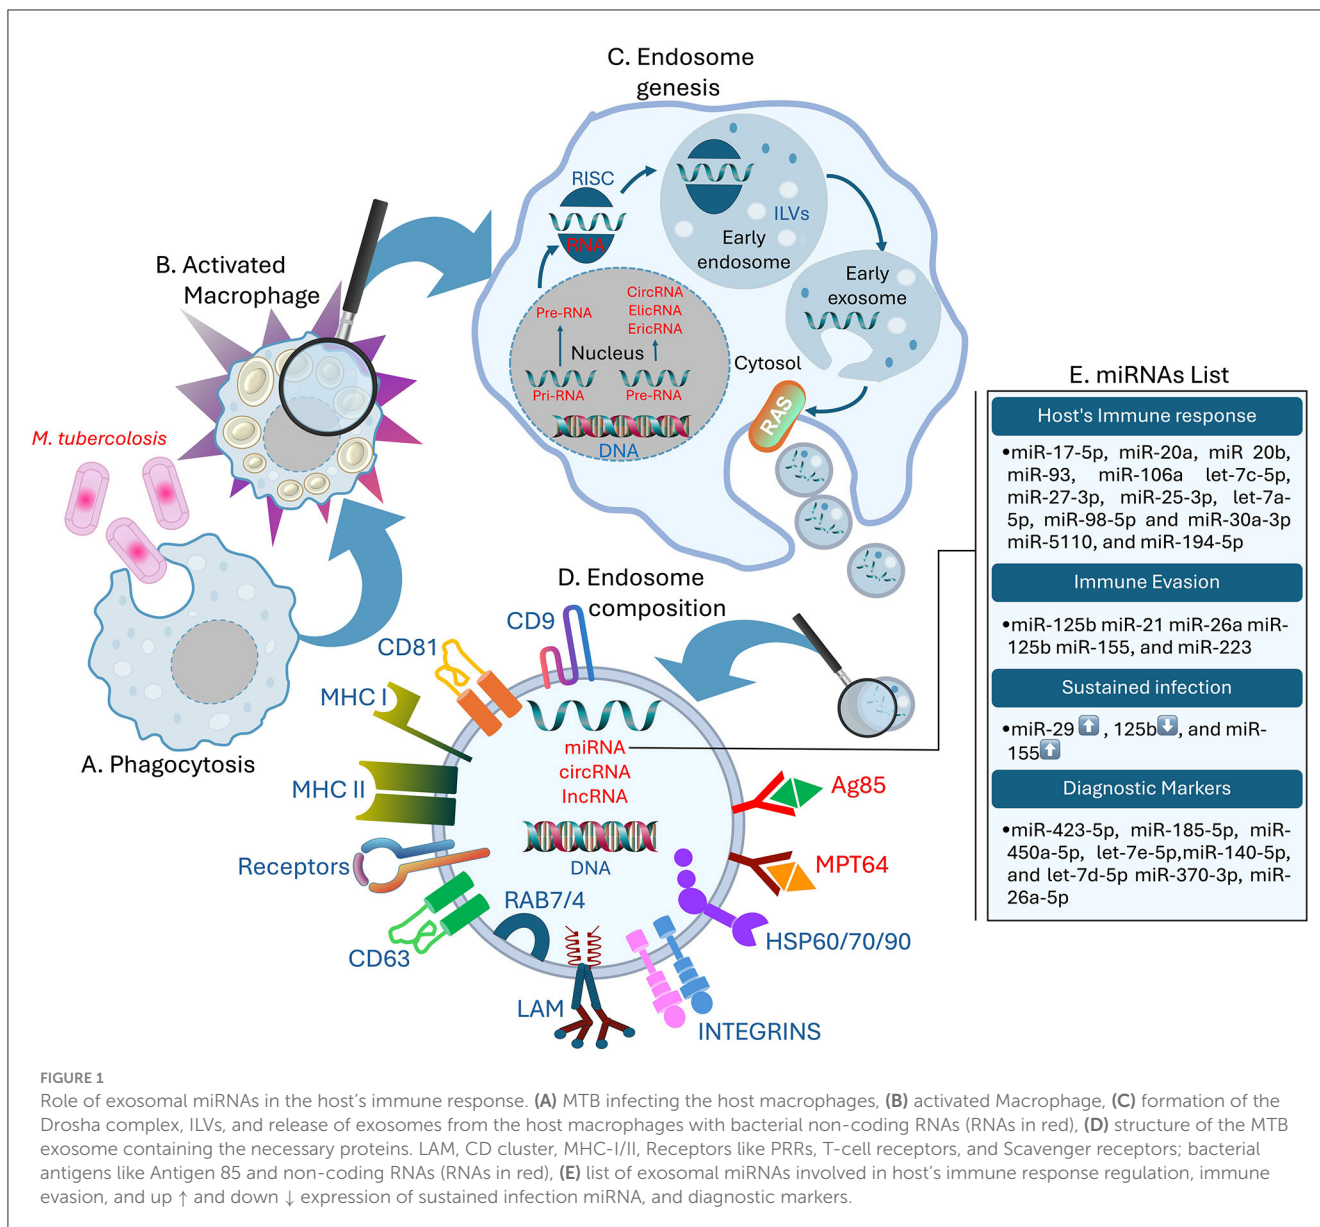 C. Endosome
genesis
RISC
RNA
ILVs
Early
endosome
Early
exosome
CircRNA
ElicRNA
EricRNA
Pre-RNA
Nucleus
Pri-RNA
Pre-RNA
DNA
Cytosol
RAS
B. Activated
Macrophage
M. tubercolosis
A. Phagocytosis
D. Endosome
composition
CD9
CD81
MHC I
MHC II
Receptors
CD63
RAB7/4
LAM
INTEGRINS
HSP60/70/90
MPT64
Ag85
miRNA
circRNA
lncRNA
DNA
E. miRNAs List
Host's Immune response
•miR-17-5p, miR-20a, miR 20b,
miR-93, miR-106a let-7c-5p,
miR-27-3p, miR-25-3p, let-7a-
5p, miR-98-5p and miR-30a-3p
miR-5110, and miR-194-5p
Immune Evasion
•miR-125b miR-21 miR-26a miR-
125b miR-155, and miR-223
Sustained infection
•miR-29 ⬆ , 125b⬇, and miR-
155⬆
Diagnostic Markers
•miR-423-5p, miR-185-5p, miR-
450a-5p, let-7e-5p,miR-140-5p,
and let-7d-5p miR-370-3p, miR-
26a-5p
FIGURE 1
Role of exosomal miRNAs in the host’s immune response. (A) MTB infecting the host macrophages, (B) activated Macrophage, (C) formation of the
Drosha complex, ILVs, and release of exosomes from the host macrophages with bacterial non-coding RNAs (RNAs in red), (D) structure of the MTB
exosome containing the necessary proteins. LAM, CD cluster, MHC-I/II, Receptors like PRRs, T-cell receptors, and Scavenger receptors; bacterial
antigens like Antigen 85 and non-coding RNAs (RNAs in red), (E) list of exosomal miRNAs involved in host’s immune response regulation, immune
evasion, and up ↑ and down ↓ expression of sustained infection miRNA, and diagnostic markers.